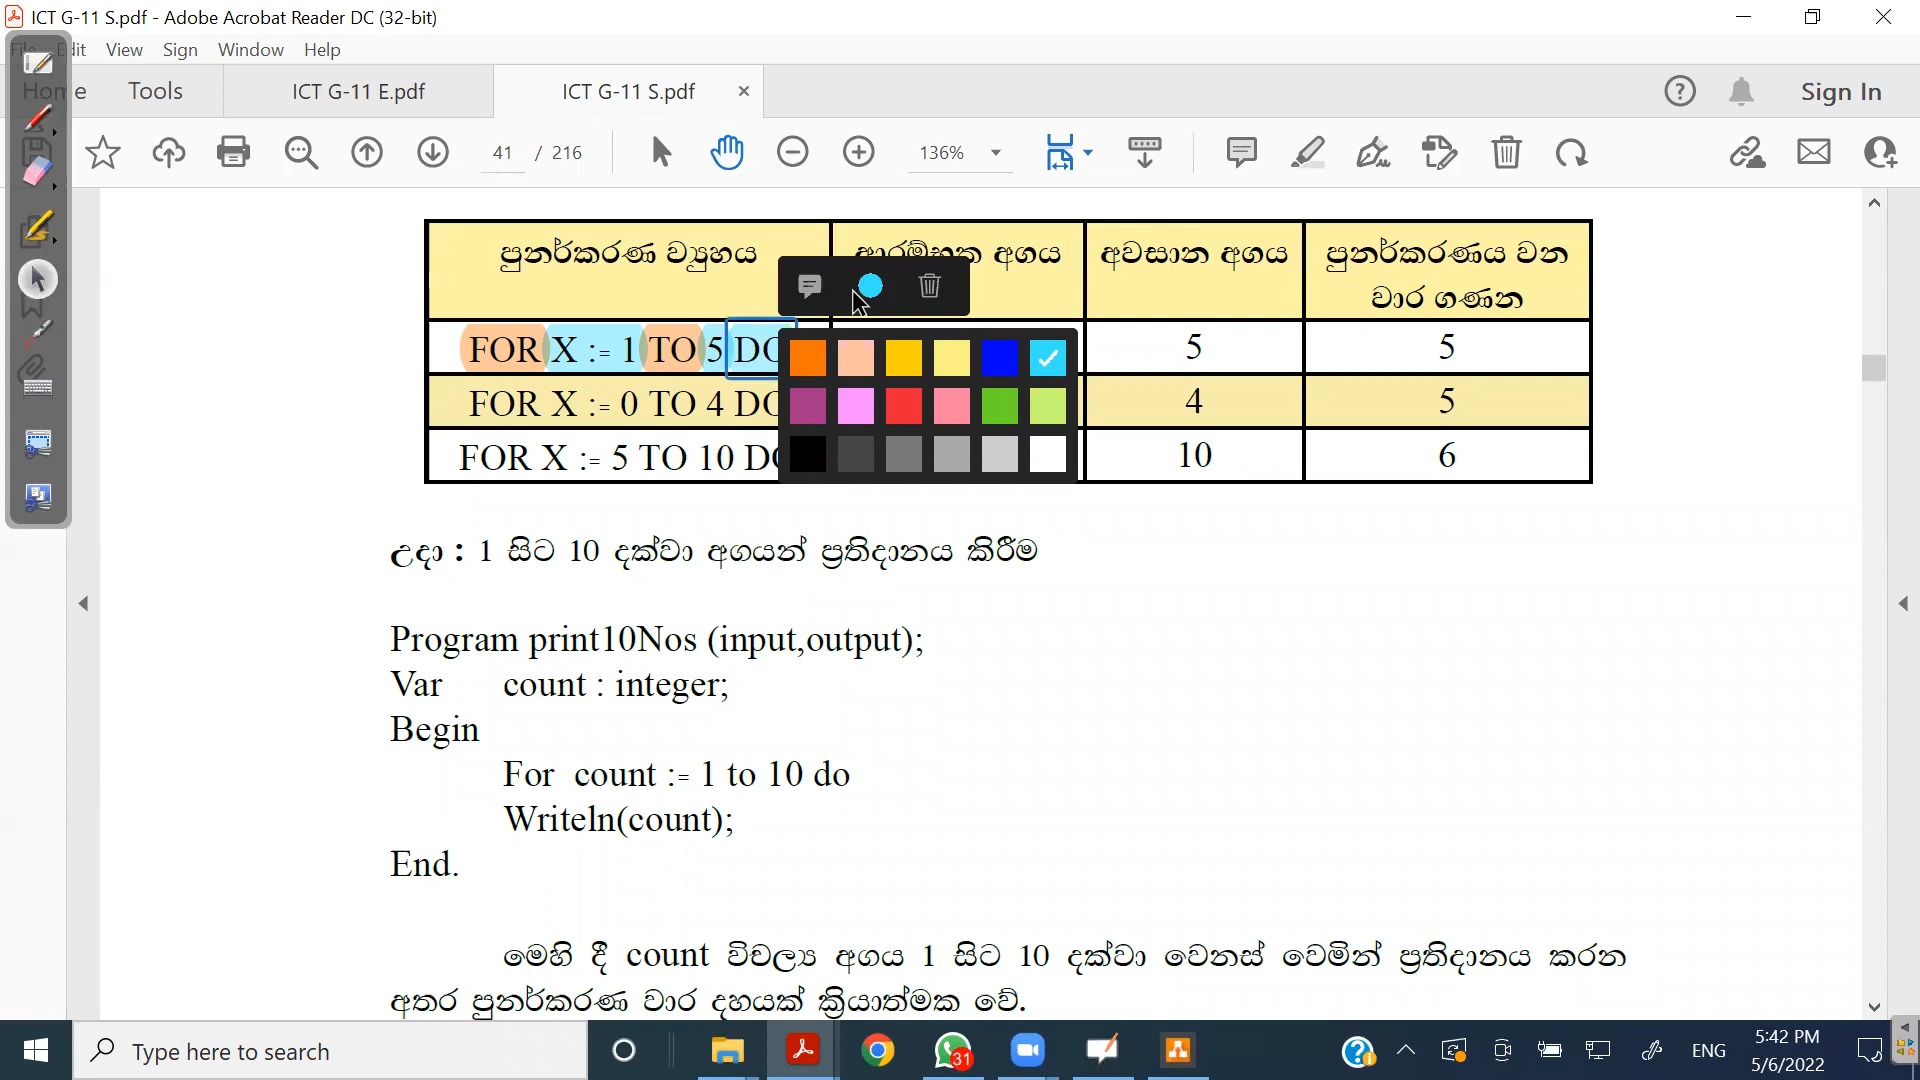 ICT G-11 S.pdf - Adobe Acrobat Reader DC (32-bit)
File Edit View Sign Window Help
Home Tools ICT G-11 E.pdf ICT G-11 S.pdf Sign In
41 / 216 136%
පුනර්කරණ ව්‍යුහය ආරම්භක අගය අවසාන අගය පුනර්කරණය වන
වාර ගණන
FOR X := 1 TO 5 DO 5 5
FOR X := 0 TO 4 DO 4 5
FOR X := 5 TO 10 DO 10 6
උදා : 1 සිට 10 දක්වා අගයන් ප්‍රතිදානය කිරීම
Program print10Nos (input,output);
Var count : integer;
Begin
For count := 1 to 10 do
Writeln(count);
End.
මෙහි දී count විචල්‍ය අගය 1 සිට 10 දක්වා වෙනස් වෙමින් ප්‍රතිදානය කරන
අතර පුනර්කරණ වාර දහයක් ක්‍රියාත්මක වේ.
Type here to search 31 ENG 5:42 PM
5/6/2022